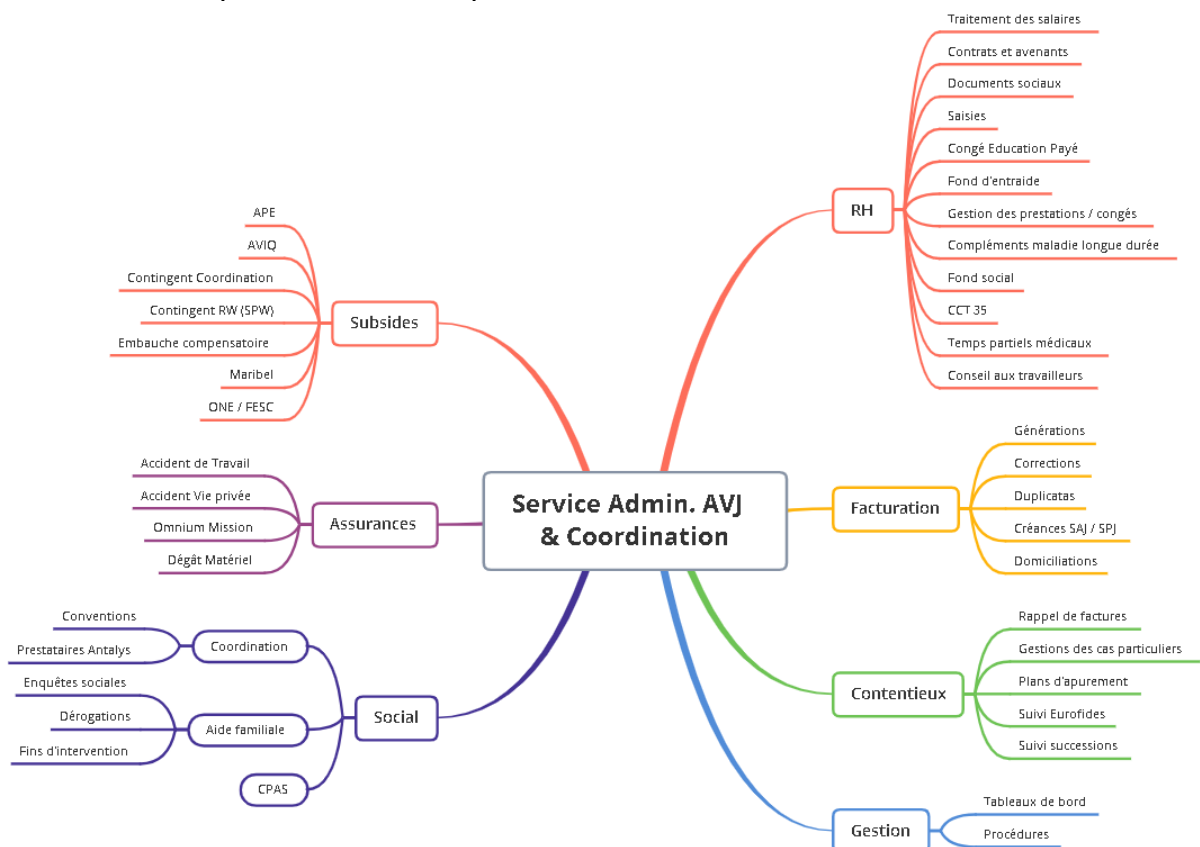 Service Admin. AVJ
& Coordination
RH
Traitement des salaires
Contrats et avenants
Documents sociaux
Saisies
Congé Education Payé
Fond d'entraide
Gestion des prestations / congés
Compléments maladie longue durée
Fond social
CCT 35
Temps partiels médicaux
Conseil aux travailleurs
Facturation
Générations
Corrections
Duplicatas
Créances SAJ / SPJ
Domiciliations
Contentieux
Rappel de factures
Gestions des cas particuliers
Plans d'apurement
Suivi Eurofides
Suivi successions
Gestion
Tableaux de bord
Procédures
Subsides
APE
AVIQ
Contingent Coordination
Contingent RW (SPW)
Embauche compensatoire
Maribel
ONE / FESC
Assurances
Accident de Travail
Accident Vie privée
Omnium Mission
Dégât Matériel
Social
Coordination
Conventions
Prestataires Antalys
Aide familiale
Enquêtes sociales
Dérogations
Fins d'intervention
CPAS